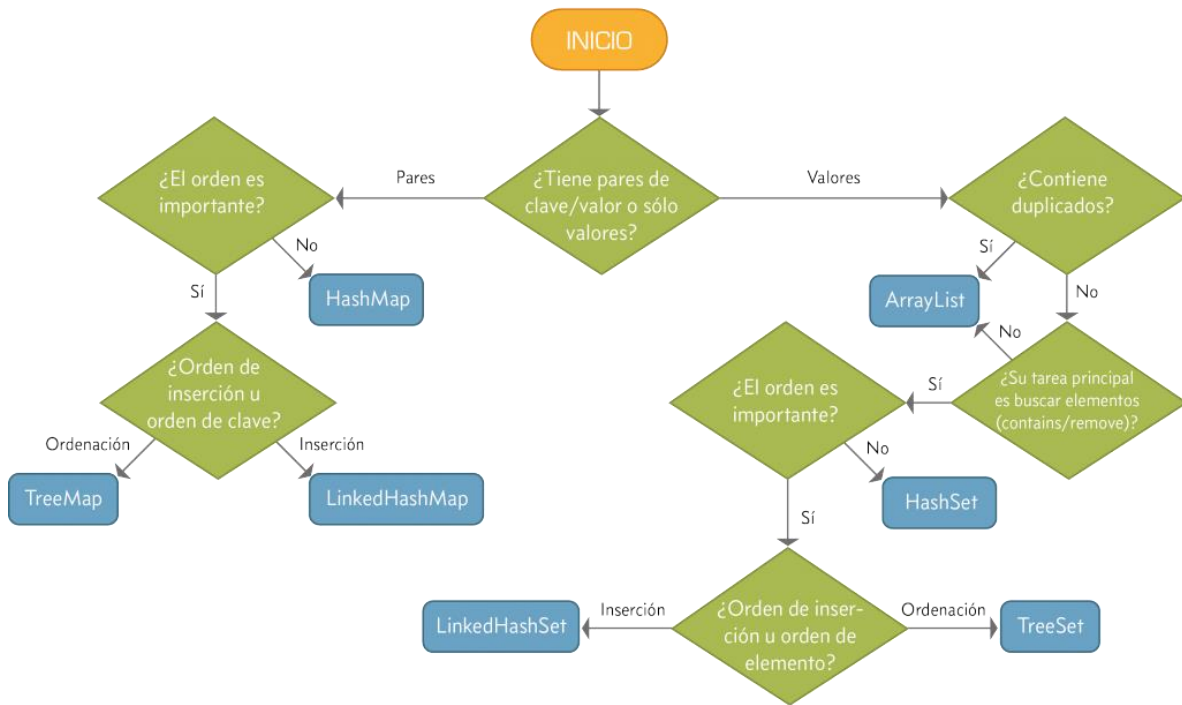 INICIO
¿El orden es
importante?
Pares
¿Tiene pares de
clave/valor o sólo
valores?
Valores
¿Contiene
duplicados?
No
Sí
HashMap
Sí
ArrayList
No
No
¿Orden de
inserción u
orden de clave?
¿El orden es
importante?
Sí
¿Su tarea principal
es buscar elementos
(contains/remove)?
Ordenación
Inserción
No
TreeMap
LinkedHashMap
HashSet
Sí
LinkedHashSet
Inserción
¿Orden de inser-
ción u orden de
elemento?
Ordenación
TreeSet